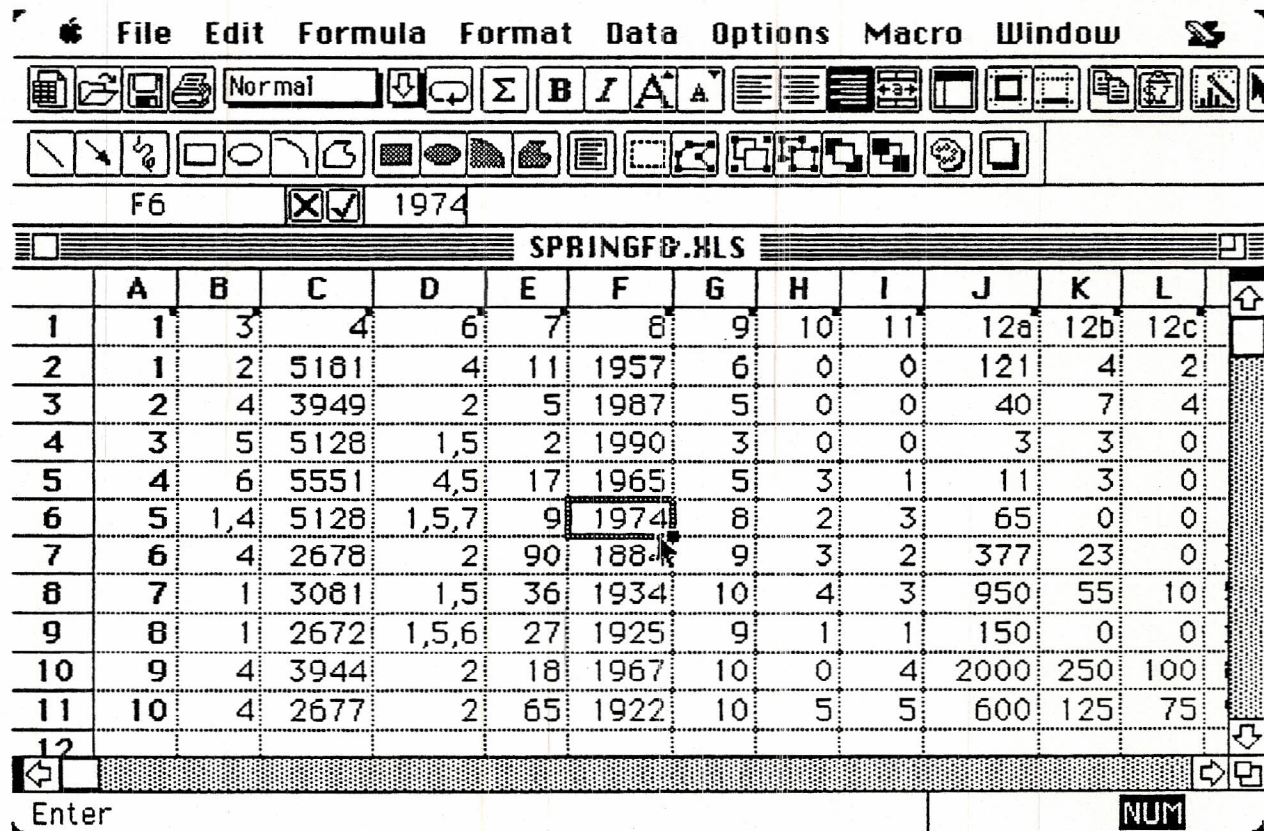 File Edit Formula Format Data Options Macro Window
Normal Σ B I A A a
F6 1974
SPRINGF&.XLS
A B C D E F G H I J K L
1 1 3 4 6 7 8 9 10 11 12a 12b 12c
2 1 2 5181 4 11 1957 6 0 0 121 4 2
3 2 4 3949 2 5 1987 5 0 0 40 7 4
4 3 5 5128 1,5 2 1990 3 0 0 3 3 0
5 4 6 5551 4,5 17 1965 5 3 1 11 3 0
6 5 1,4 5128 1,5,7 9 1974 8 2 3 65 0 0
7 6 4 2678 2 90 9 3 2 377 23 0
8 7 1 3081 1,5 36 1934 10 4 3 950 55 10
9 8 1 2672 1,5,6 27 1925 9 1 1 150 0 0
10 9 4 3944 2 18 1967 10 0 4 2000 250 100
11 10 4 2677 2 65 1922 10 5 5 600 125 75
12
Enter NUM